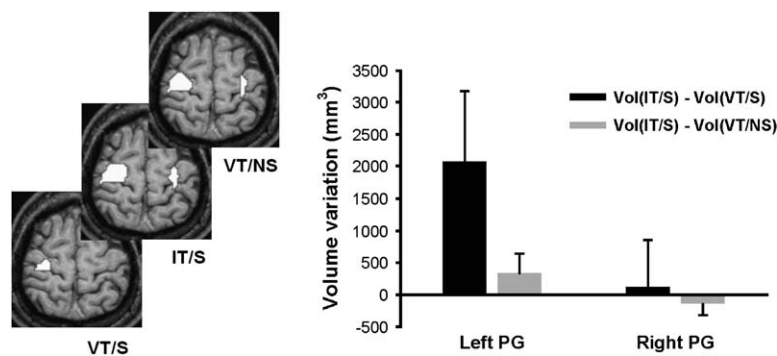 VT/NS
IT/S
VT/S
Volume variation (mm³)
3500
3000
2500
2000
1500
1000
500
0
-500
Vol(IT/S) - Vol(VT/S)
Vol(IT/S) - Vol(VT/NS)
Left PG
Right PG